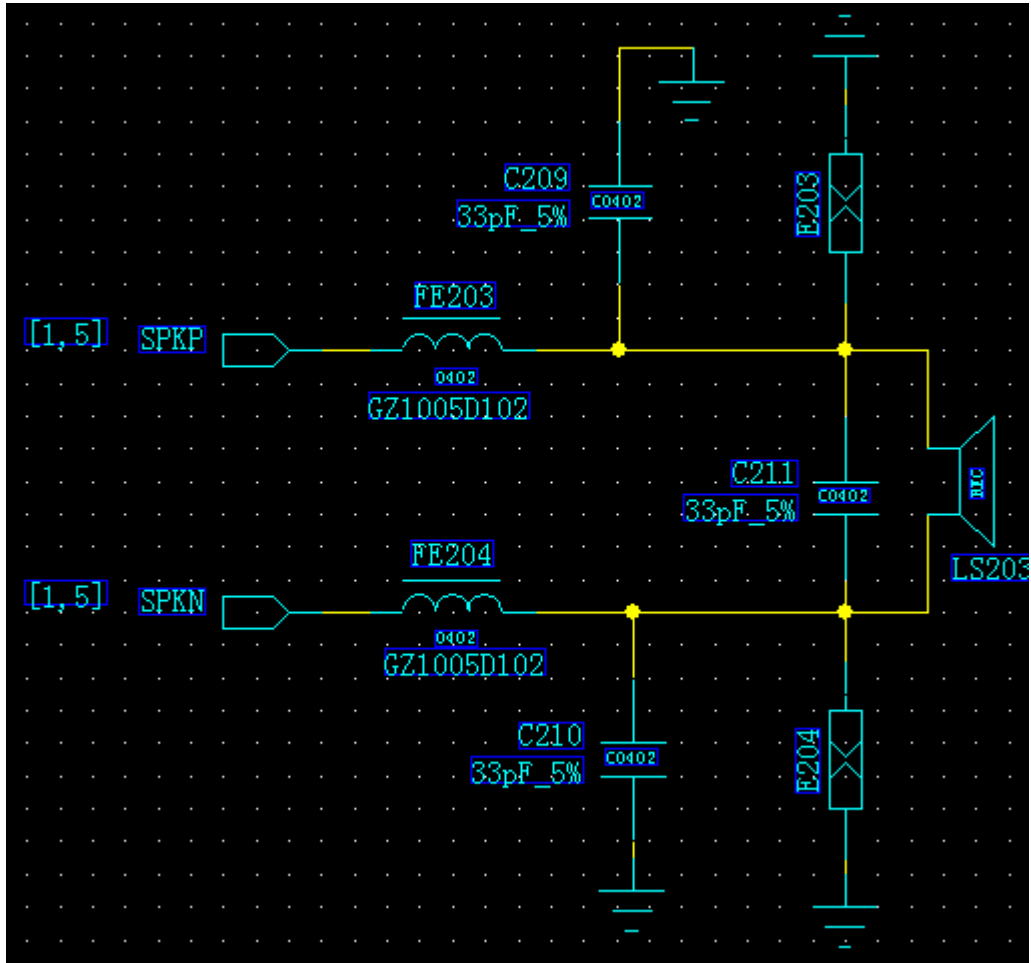 C209
C0402
33pF_5%
E203
FE203
[1,5]
SPKP
0402
GZ1005D102
C211
C0402
33pF_5%
LS203
FE204
[1,5]
SPKN
0402
GZ1005D102
C210
C0402
33pF_5%
E204